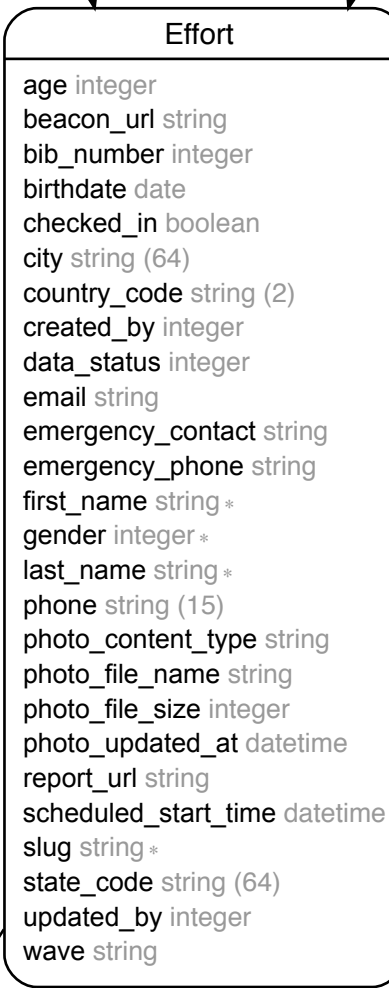 Effort
age integer
beacon_url string
bib_number integer
birthdate date
checked_in boolean
city string (64)
country_code string (2)
created_by integer
data_status integer
email string
emergency_contact string
emergency_phone string
first_name string *
gender integer *
last_name string *
phone string (15)
photo_content_type string
photo_file_name string
photo_file_size integer
photo_updated_at datetime
report_url string
scheduled_start_time datetime
slug string *
state_code string (64)
updated_by integer
wave string